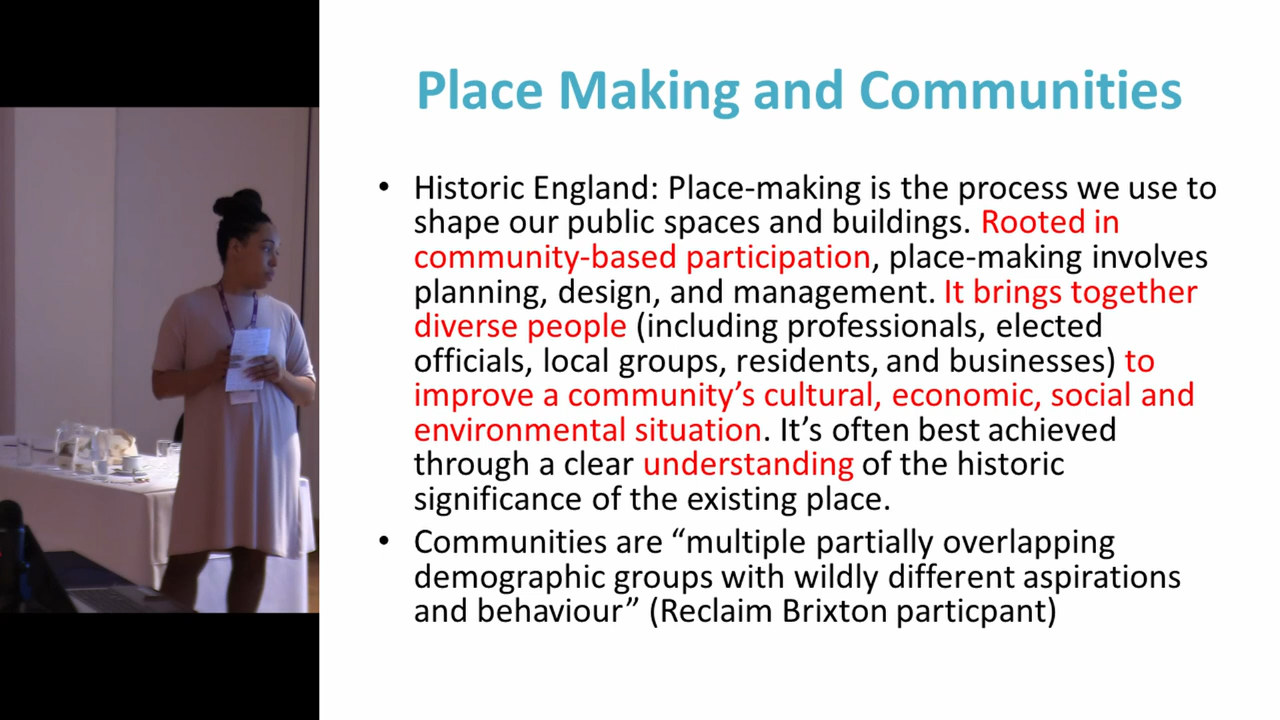 Place Making and Communities
• Historic England: Place-making is the process we use to
shape our public spaces and buildings. Rooted in
community-based participation, place-making involves
planning, design, and management. It brings together
diverse people (including professionals, elected
officials, local groups, residents, and businesses) to
improve a community’s cultural, economic, social and
environmental situation. It’s often best achieved
through a clear understanding of the historic
significance of the existing place.
• Communities are “multiple partially overlapping
demographic groups with wildly different aspirations
and behaviour” (Reclaim Brixton particpant)